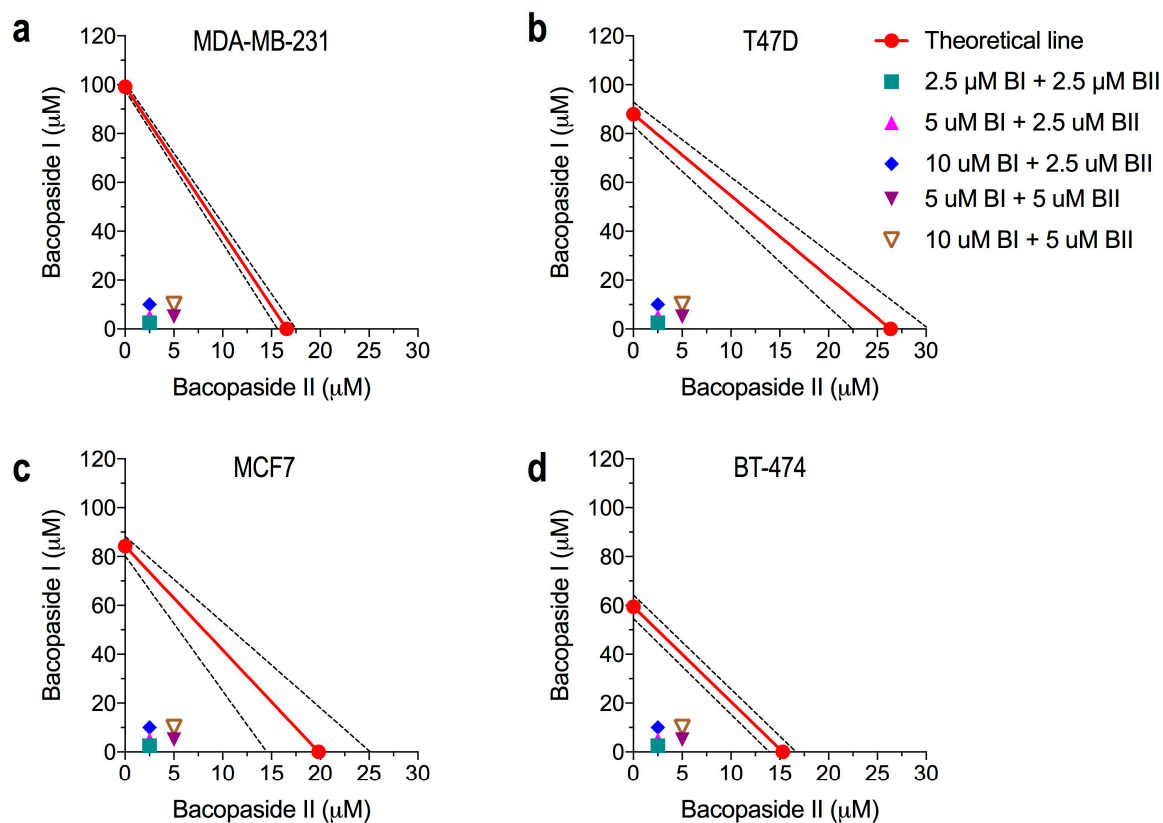 a
MDA-MB-231
120
100
80
60
40
20
0
0 5 10 15 20 25 30
Bacopaside I (μM)
Bacopaside II (μM)
b
T47D
120
100
80
60
40
20
0
0 5 10 15 20 25 30
Bacopaside I (μM)
Bacopaside II (μM)
Theoretical line
2.5 μM BI + 2.5 μM BII
5 uM BI + 2.5 uM BII
10 uM BI + 2.5 uM BII
5 uM BI + 5 uM BII
10 uM BI + 5 uM BII
c
MCF7
120
100
80
60
40
20
0
0 5 10 15 20 25 30
Bacopaside I (μM)
Bacopaside II (μM)
d
BT-474
120
100
80
60
40
20
0
0 5 10 15 20 25 30
Bacopaside I (μM)
Bacopaside II (μM)